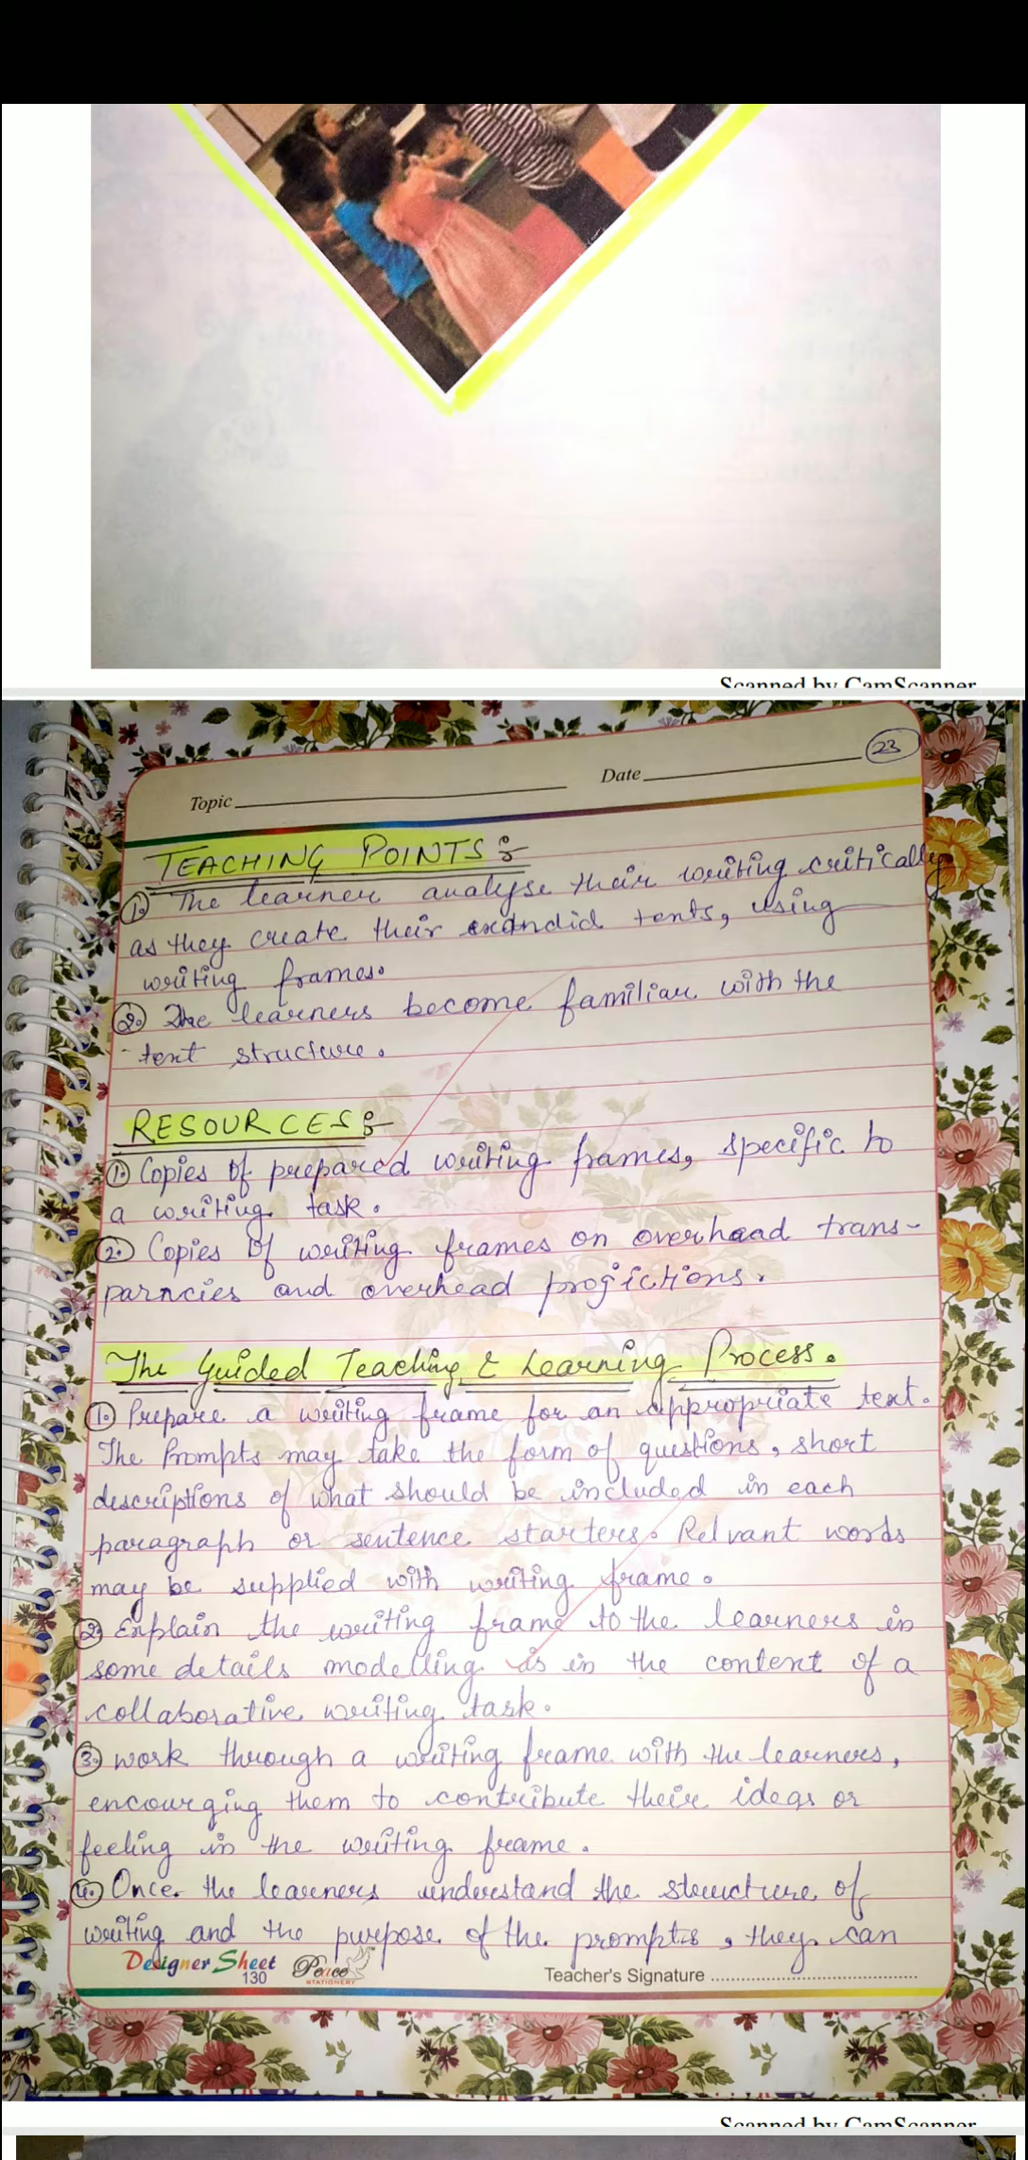 Scanned by CamScanner
23
Date
Topic
TEACHING POINTS :-
1. The learner analyse their writing critically
as they create their exandid texts, using
writing frames.
2. The learners become familiar with the
text structure.
RESOURCES :-
1. Copies of prepared writing frames, specific to
a writing task.
2. Copies of writing frames on overhead trans-
parncies and overhead projictions.
The Guided Teaching & Learning Process.
1. Prepare a writing frame for an appropriate text.
The Prompts may take the form of questions, short
descriptions of what should be included in each
paragraph or sentence starters. Relvant words
may be supplied with writing frame.
2. Explain the writing frame to the learners in
some details modelling is in the content of a
collaborative writing task.
3. work through a writing frame with the learners,
encourging them to contribute their ideas or
feeling in the writing frame.
4. Once the learners understand the structure of
writing and the purpose of the prompts, they can
Designer Sheet
130
Peace
STATIONERY
Teacher's Signature
Scanned by CamScanner